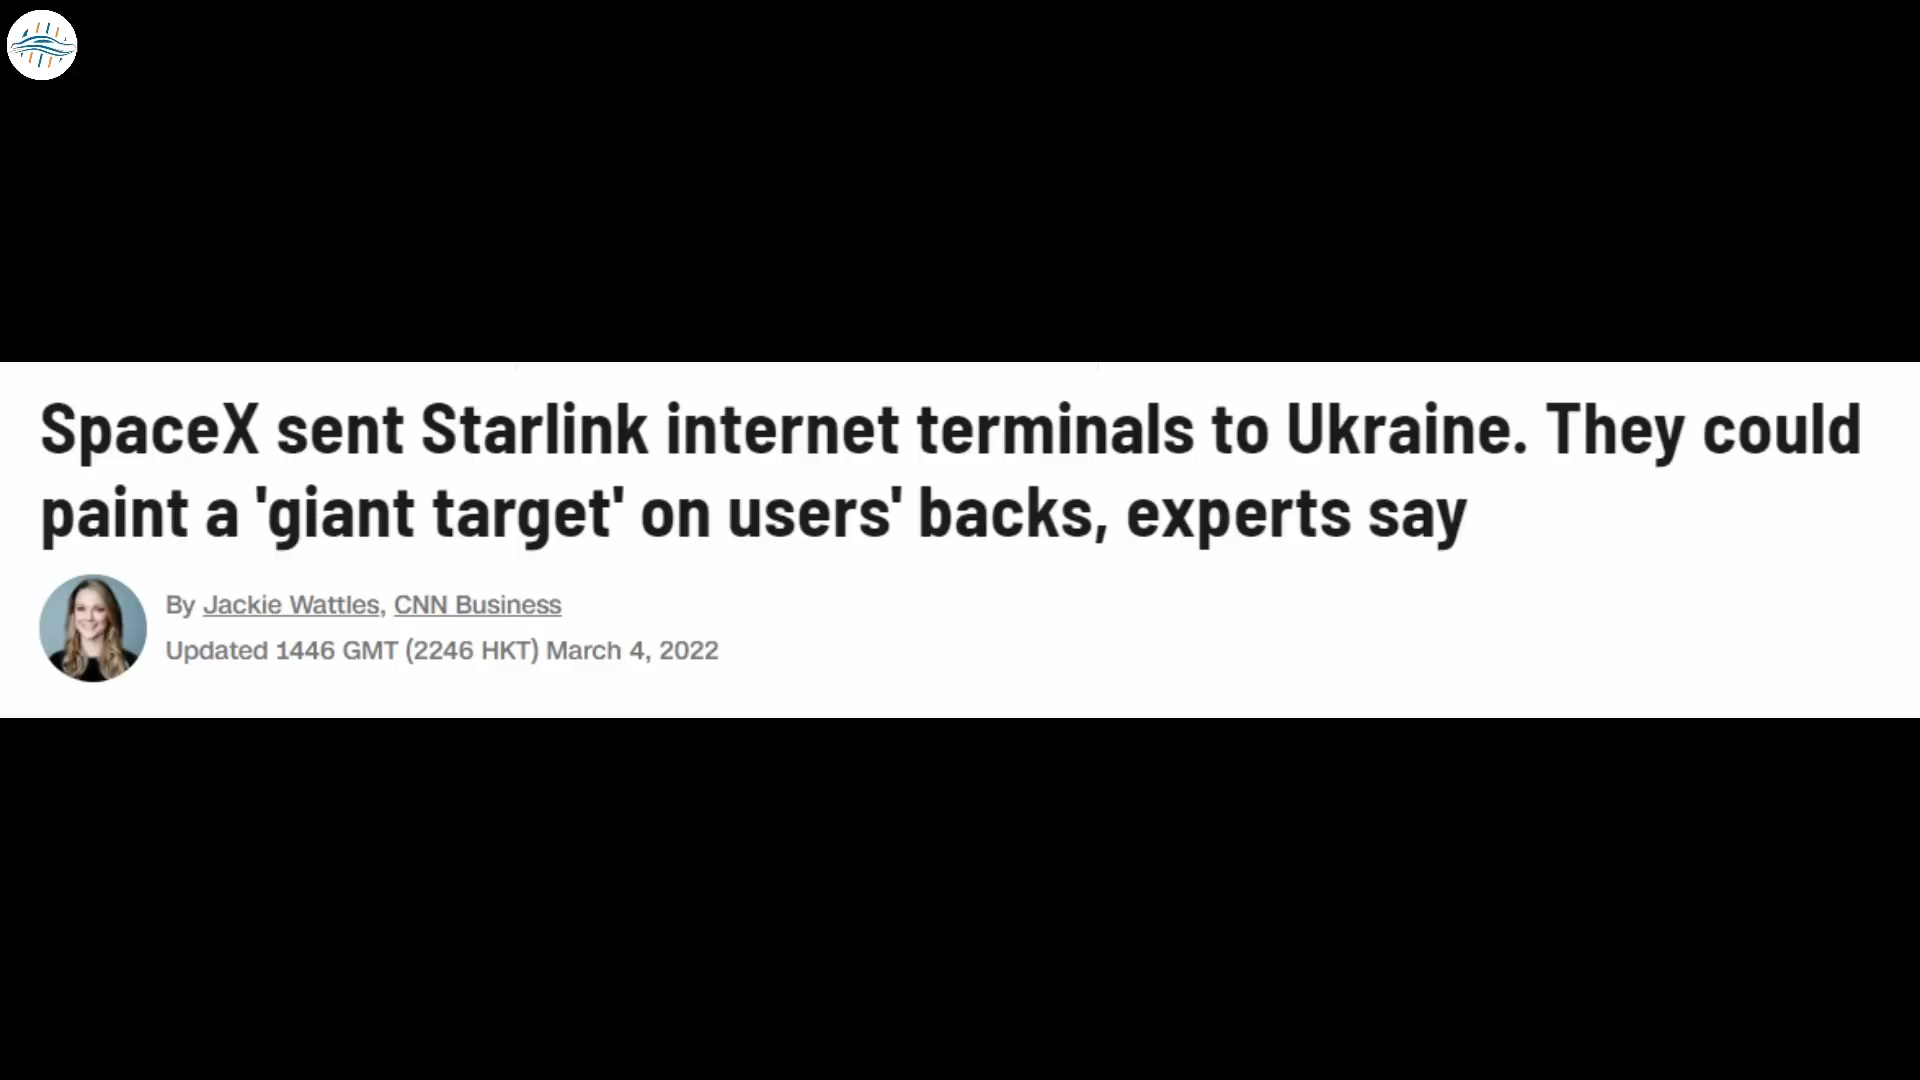 SpaceX sent Starlink internet terminals to Ukraine. They could
paint a 'giant target' on users' backs, experts say
By Jackie Wattles, CNN Business
Updated 1446 GMT (2246 HKT) March 4, 2022